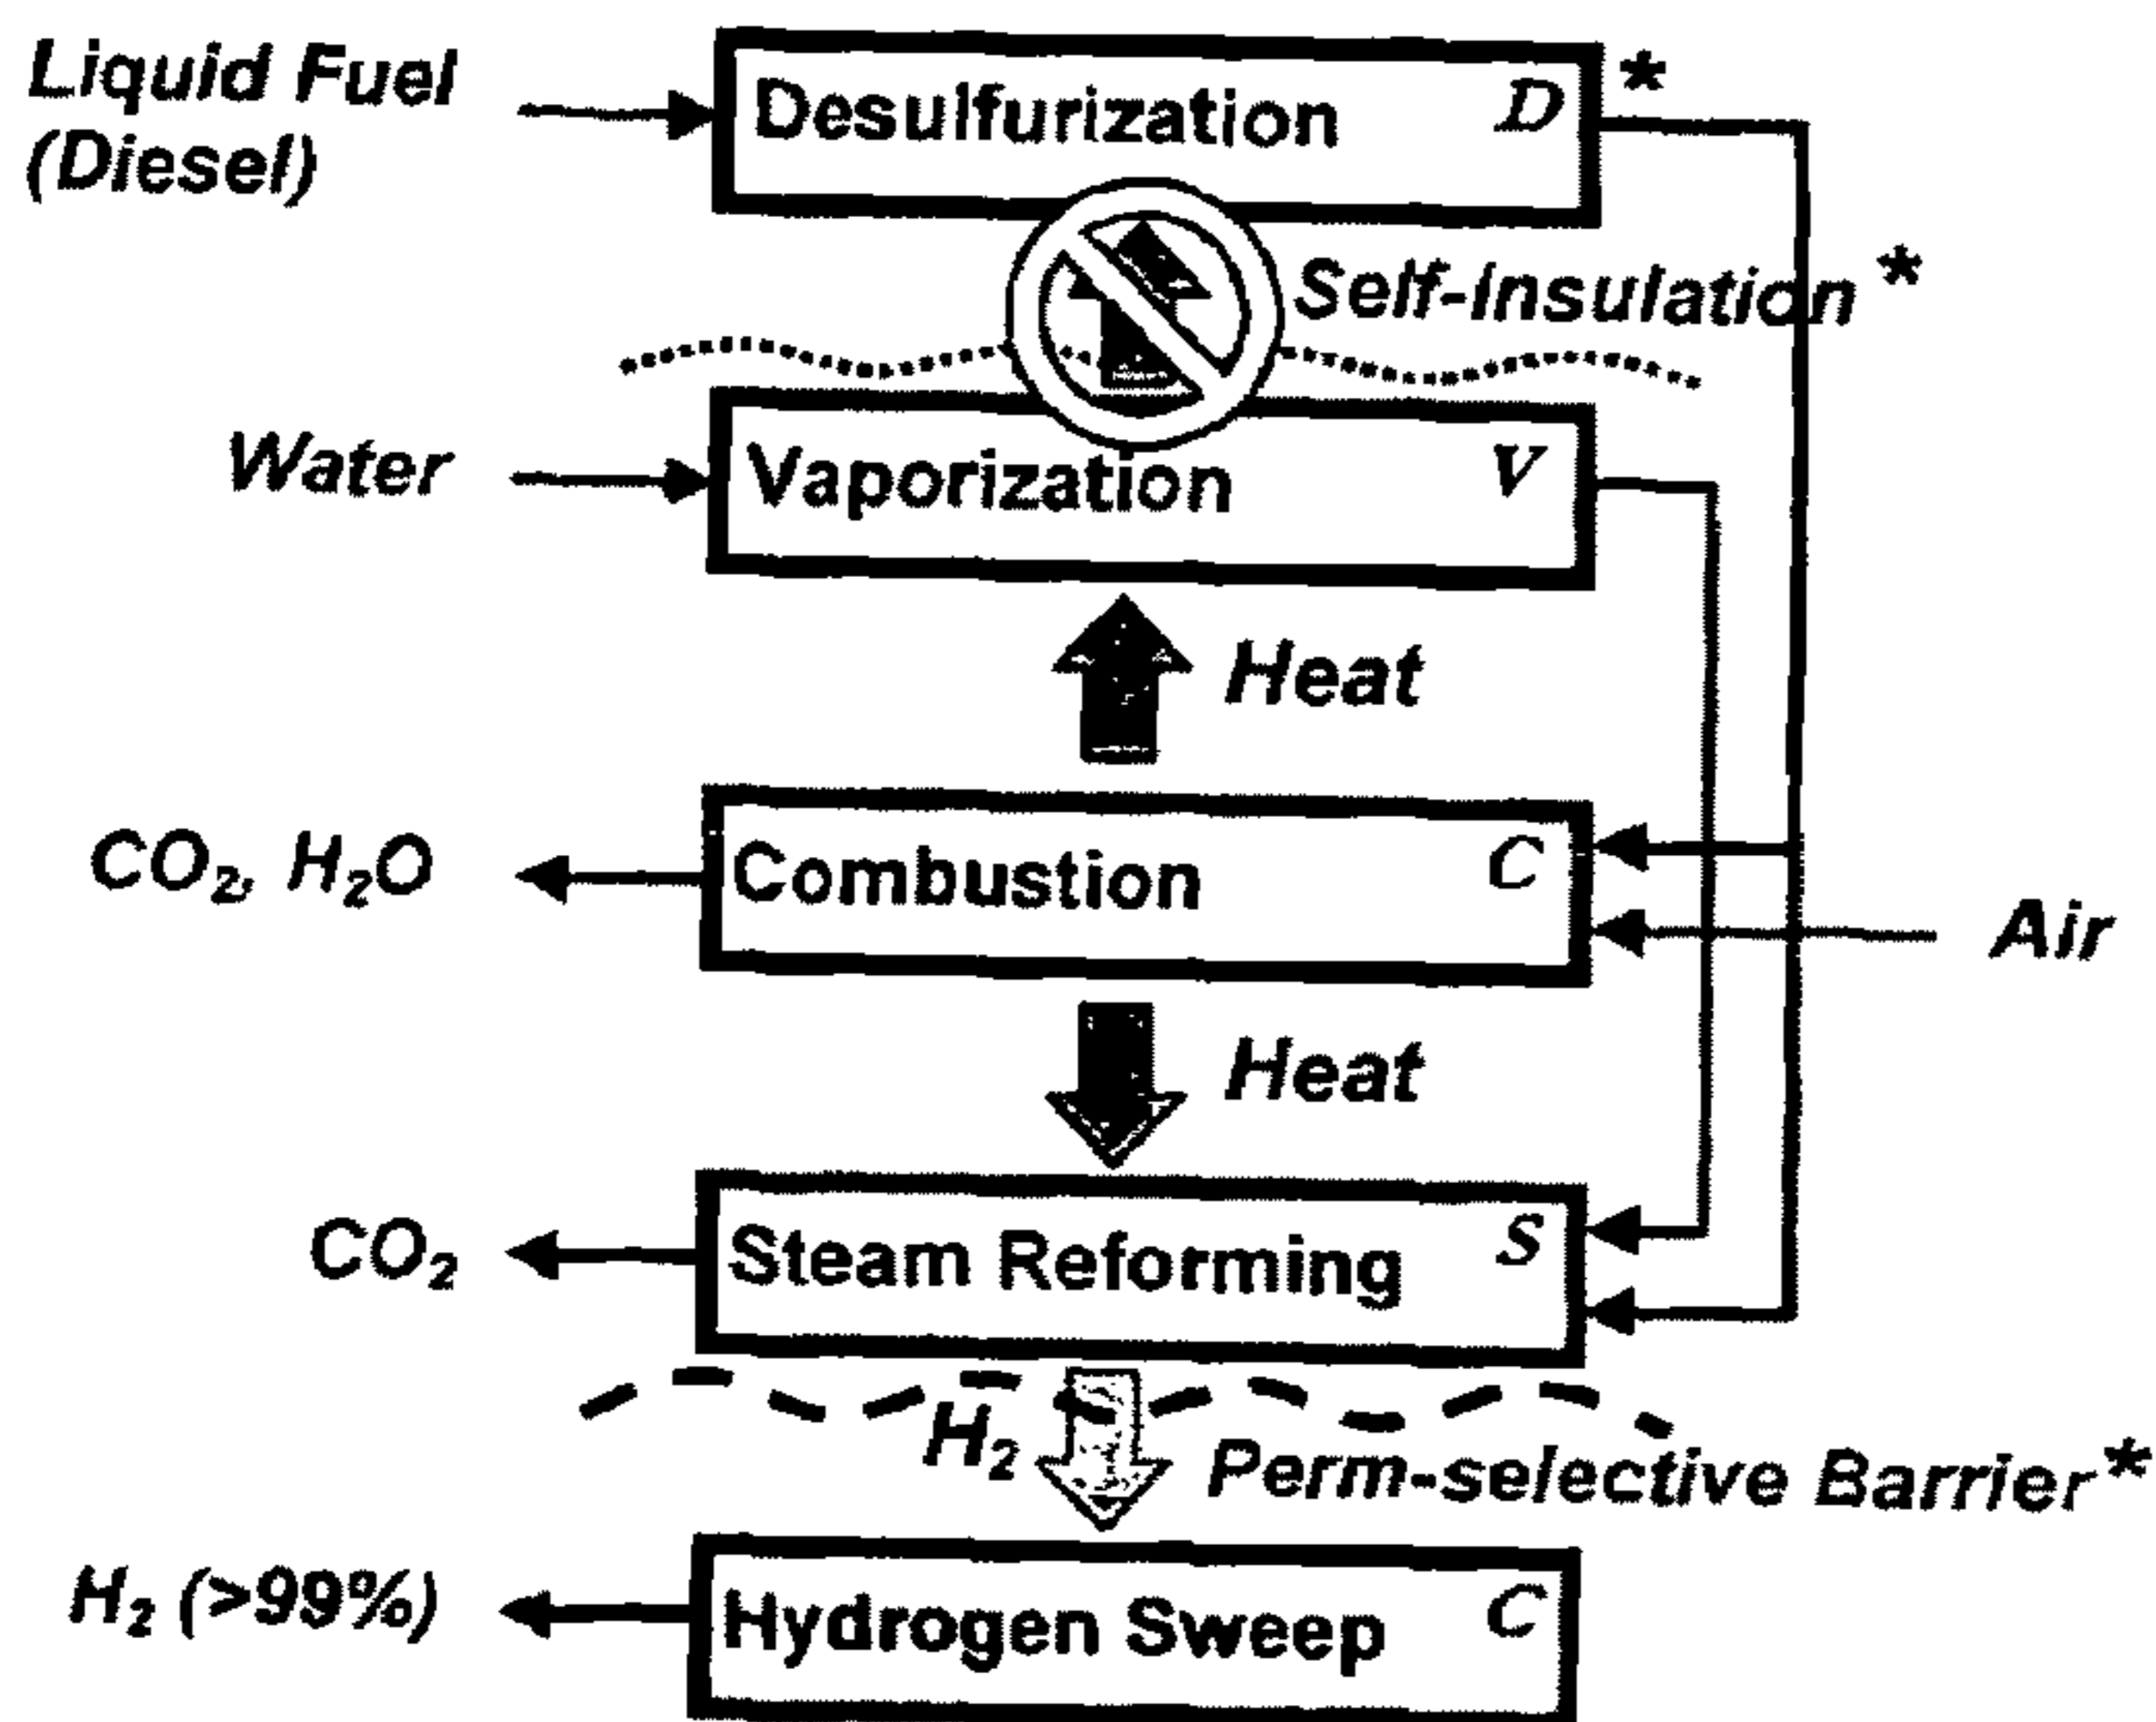 Liquid Fuel
(Diesel)
Desulfurization D *
Self-Insulation *
Water
Vaporization V
Heat
CO₂, H₂O
Combustion C
Air
Heat
CO₂
Steam Reforming S
H₂
Perm-selective Barrier *
H₂ (>99%)
Hydrogen Sweep C